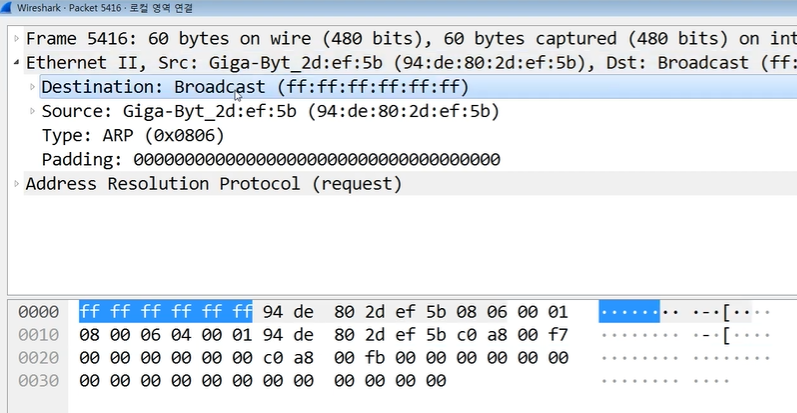 Wireshark · Packet 5416 · 로컬 영역 연결
Frame 5416: 60 bytes on wire (480 bits), 60 bytes captured (480 bits) on int
Ethernet II, Src: Giga-Byt_2d:ef:5b (94:de:80:2d:ef:5b), Dst: Broadcast (ff:
Destination: Broadcast (ff:ff:ff:ff:ff:ff)
Source: Giga-Byt_2d:ef:5b (94:de:80:2d:ef:5b)
Type: ARP (0x0806)
Padding: 000000000000000000000000000000000000
Address Resolution Protocol (request)
0000 ff ff ff ff ff ff 94 de 80 2d ef 5b 08 06 00 01 ········ ·-·[····
0010 08 00 06 04 00 01 94 de 80 2d ef 5b c0 a8 00 f7 ········ ·-·[····
0020 00 00 00 00 00 00 c0 a8 00 fb 00 00 00 00 00 00 ········ ········
0030 00 00 00 00 00 00 00 00 00 00 00 00 ········ ····